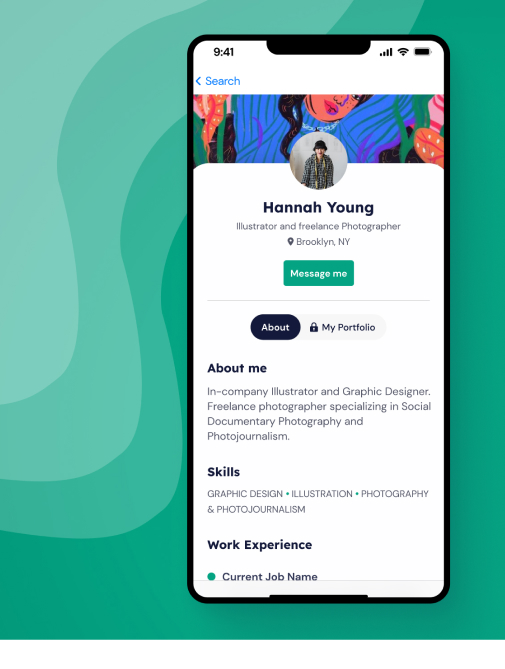 9:41
Search
Hannah Young
Illustrator and freelance Photographer
Brooklyn, NY
Message me
About
My Portfolio
About me
In-company Illustrator and Graphic Designer.
Freelance photographer specializing in Social
Documentary Photography and
Photojournalism.
Skills
GRAPHIC DESIGN • ILLUSTRATION • PHOTOGRAPHY
& PHOTOJOURNALISM
Work Experience
Current Job Name